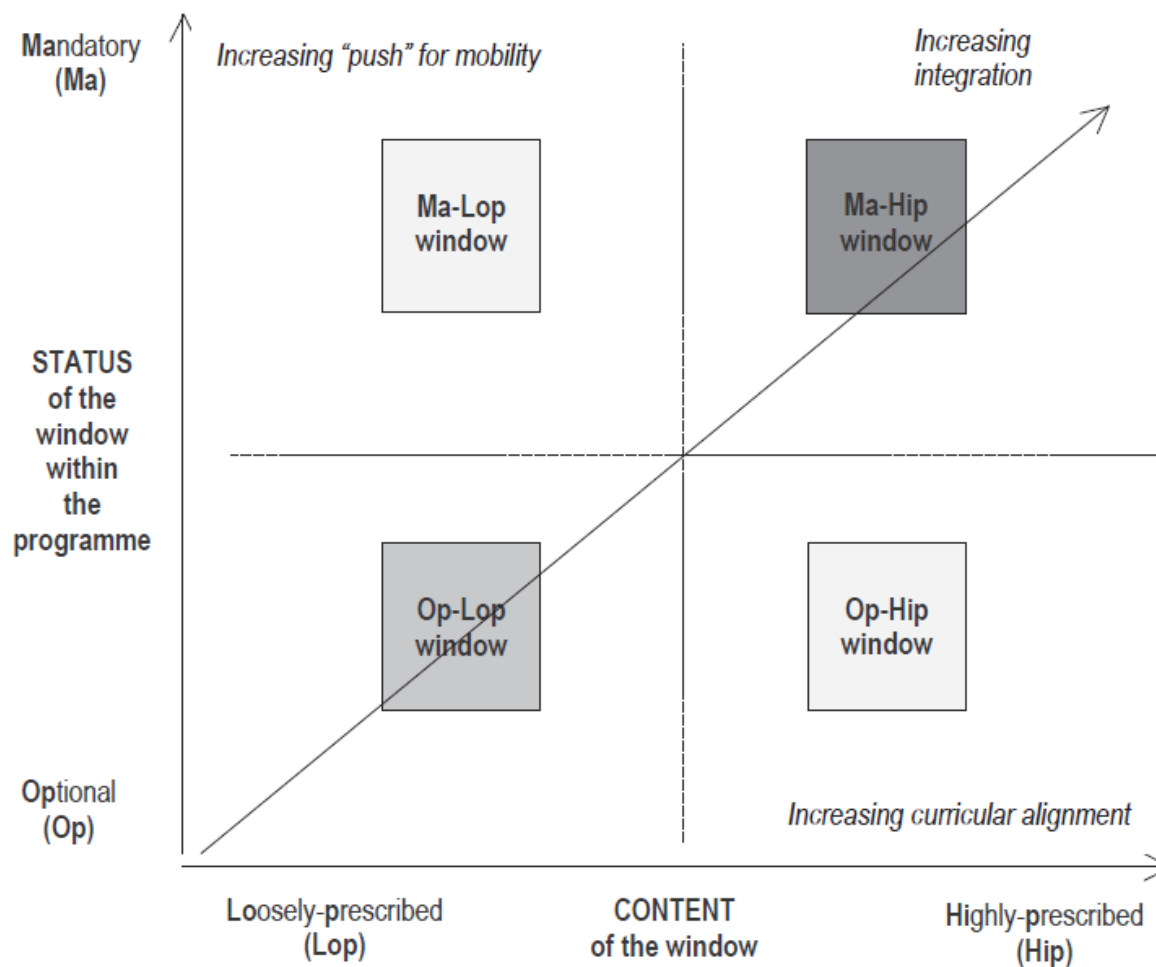 Mandatory
(Ma)
Increasing “push” for mobility
Increasing
integration
Ma-Lop
window
Ma-Hip
window
STATUS
of the
window
within
the
programme
Op-Lop
window
Op-Hip
window
Optional
(Op)
Increasing curricular alignment
Loosely-prescribed
(Lop)
CONTENT
of the window
Highly-prescribed
(Hip)